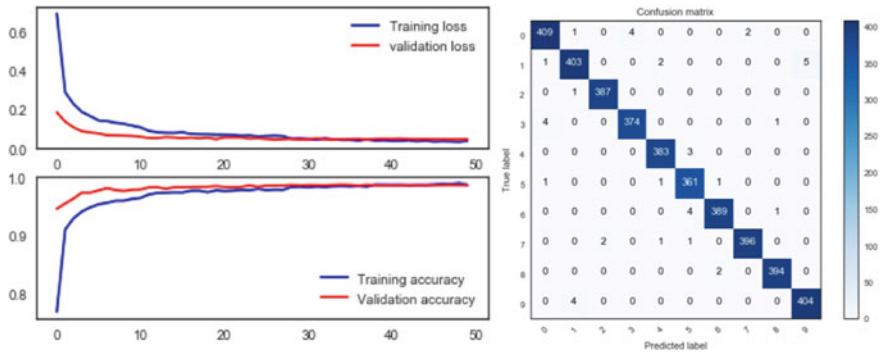 0.6
0.4
0.2
0.0
Training loss
validation loss
0 10 20 30 40 50
1.0
0.9
0.8
Training accuracy
Validation accuracy
0 10 20 30 40 50
Confusion matrix
True label
0 409 1 0 4 0 0 0 2 0 0
1 1 403 0 0 2 0 0 0 0 5
2 0 1 387 0 0 0 0 0 0 0
3 4 0 0 374 0 0 0 0 1 0
4 0 0 0 0 383 3 0 0 0 0
5 1 0 0 0 1 361 1 0 0 0
6 0 0 0 0 0 4 389 0 1 0
7 0 0 2 0 1 1 0 396 0 0
8 0 0 0 0 0 0 2 0 394 0
9 0 4 0 0 0 0 0 0 0 404
0 1 2 3 4 5 6 7 8 9
Predicted label
400
350
300
250
200
150
100
50
0